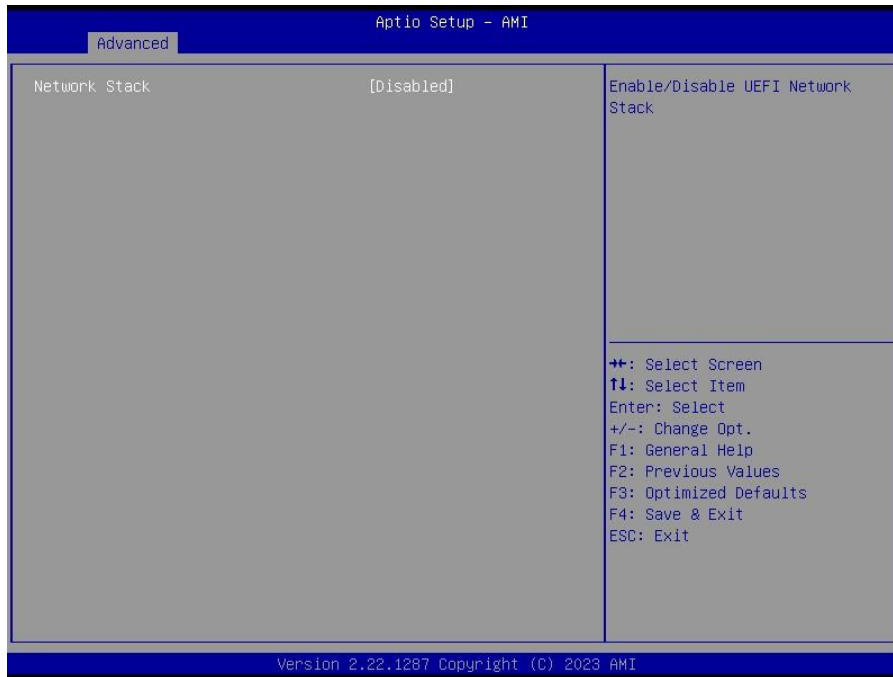 Aptio Setup – AMI
Advanced
Network Stack [Disabled]
Enable/Disable UEFI Network
Stack
→←: Select Screen
↑↓: Select Item
Enter: Select
+/-: Change Opt.
F1: General Help
F2: Previous Values
F3: Optimized Defaults
F4: Save & Exit
ESC: Exit
Version 2.22.1287 Copyright (C) 2023 AMI